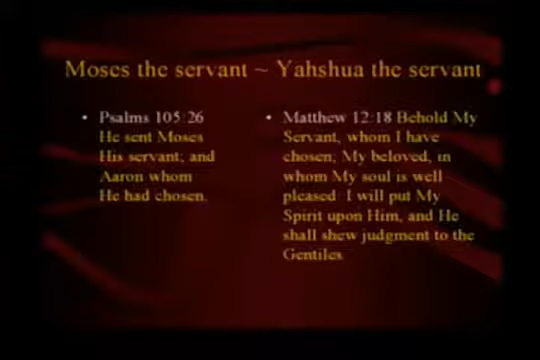 Moses the servant ~ Yahshua the servant
• Psalms 105:26
He sent Moses
His servant; and
Aaron whom
He had chosen.
• Matthew 12:18 Behold My
Servant, whom I have
chosen; My beloved, in
whom My soul is well
pleased: I will put My
Spirit upon Him, and He
shall shew judgment to the
Gentiles